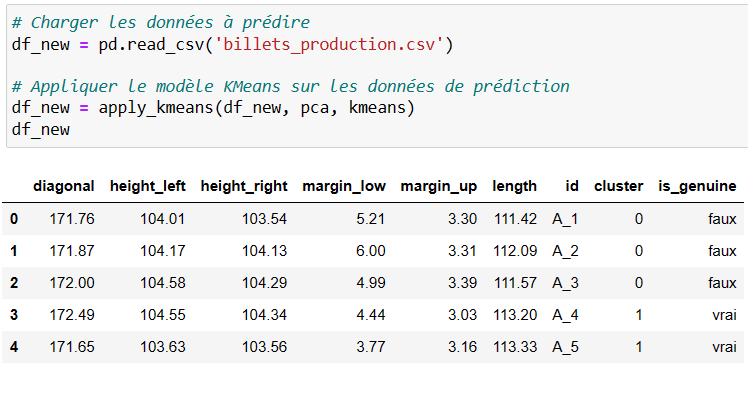 # Charger les données à prédire
df_new = pd.read_csv('billets_production.csv')
# Appliquer le modèle KMeans sur les données de prédiction
df_new = apply_kmeans(df_new, pca, kmeans)
df_new
diagonal height_left height_right margin_low margin_up length id cluster is_genuine
0 171.76 104.01 103.54 5.21 3.30 111.42 A_1 0 faux
1 171.87 104.17 104.13 6.00 3.31 112.09 A_2 0 faux
2 172.00 104.58 104.29 4.99 3.39 111.57 A_3 0 faux
3 172.49 104.55 104.34 4.44 3.03 113.20 A_4 1 vrai
4 171.65 103.63 103.56 3.77 3.16 113.33 A_5 1 vrai